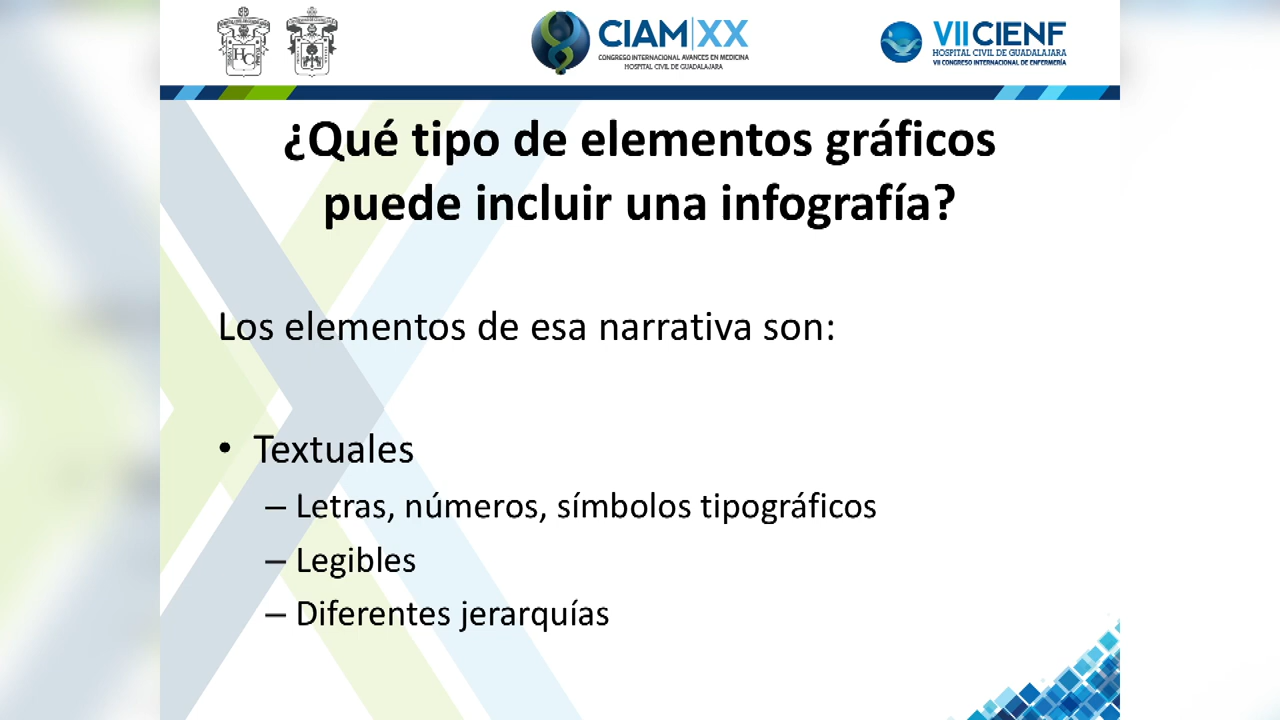 CIAM|XX
CONGRESO INTERNACIONAL AVANCES EN MEDICINA
HOSPITAL CIVIL DE GUADALAJARA
VII CIENF
HOSPITAL CIVIL DE GUADALAJARA
VII CONGRESO INTERNACIONAL DE ENFERMERÍA
¿Qué tipo de elementos gráficos
puede incluir una infografía?
Los elementos de esa narrativa son:
• Textuales
– Letras, números, símbolos tipográficos
– Legibles
– Diferentes jerarquías